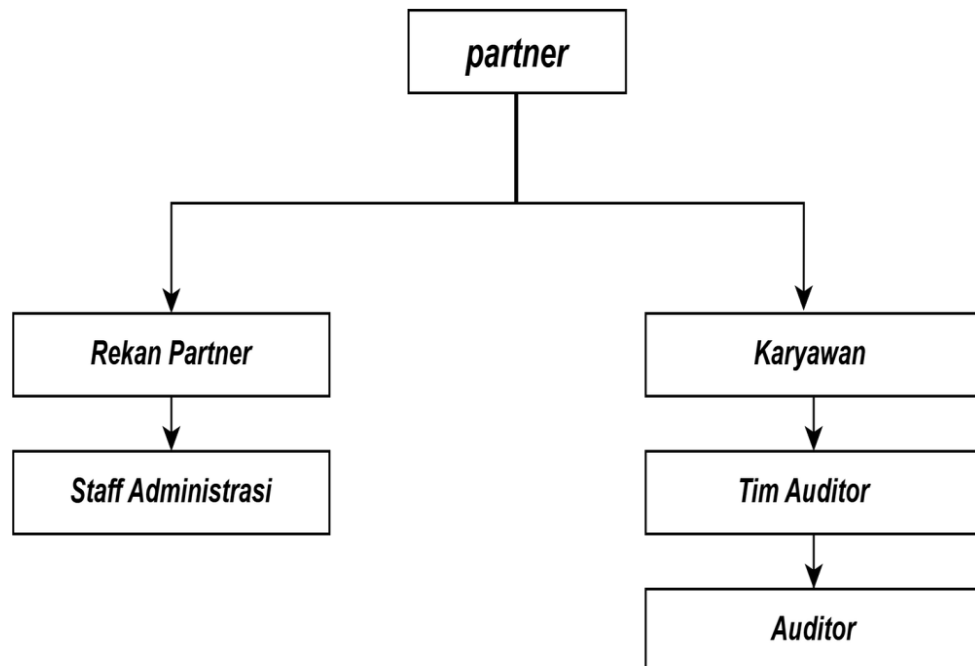 partner
Rekan Partner
Karyawan
Staff Administrasi
Tim Auditor
Auditor